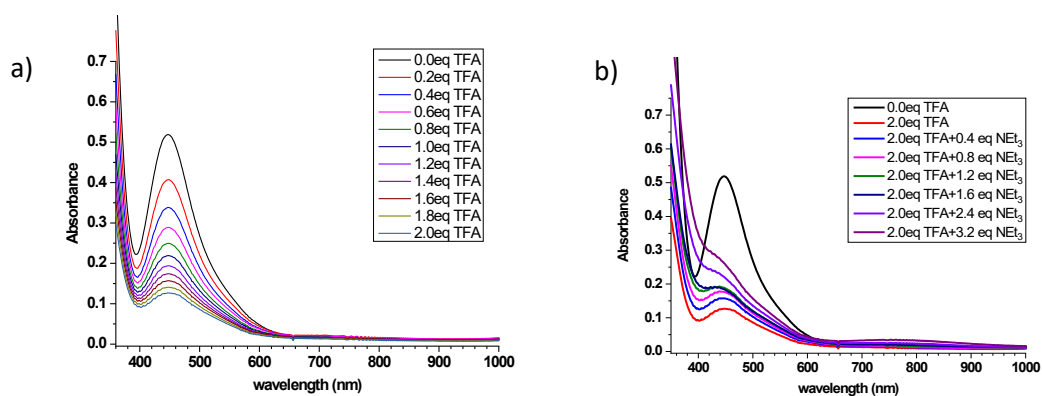 a)
Absorbance
0.7
0.6
0.5
0.4
0.3
0.2
0.1
0.0
400 500 600 700 800 900 1000
wavelength (nm)
0.0eq TFA
0.2eq TFA
0.4eq TFA
0.6eq TFA
0.8eq TFA
1.0eq TFA
1.2eq TFA
1.4eq TFA
1.6eq TFA
1.8eq TFA
2.0eq TFA
b)
Absorbance
0.7
0.6
0.5
0.4
0.3
0.2
0.1
0.0
400 500 600 700 800 900 1000
wavelength (nm)
0.0eq TFA
2.0eq TFA
2.0eq TFA+0.4 eq NEt₃
2.0eq TFA+0.8 eq NEt₃
2.0eq TFA+1.2 eq NEt₃
2.0eq TFA+1.6 eq NEt₃
2.0eq TFA+2.4 eq NEt₃
2.0eq TFA+3.2 eq NEt₃